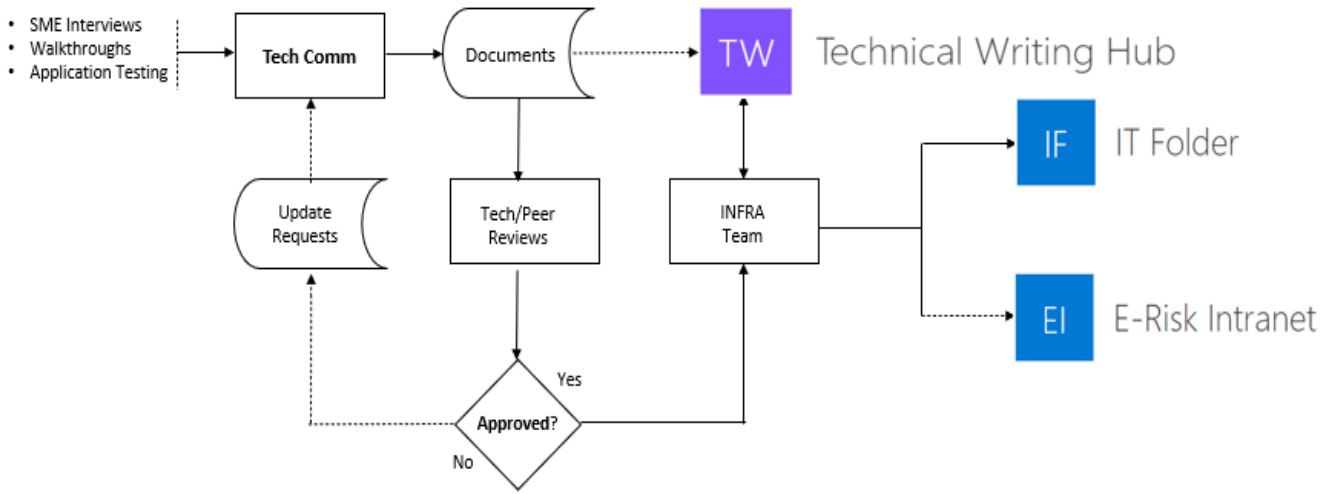 • SME Interviews
• Walkthroughs
• Application Testing
Tech Comm
Documents
TW
Technical Writing Hub
IF
IT Folder
Update
Requests
Tech/Peer
Reviews
INFRA
Team
EI
E-Risk Intranet
Yes
Approved?
No